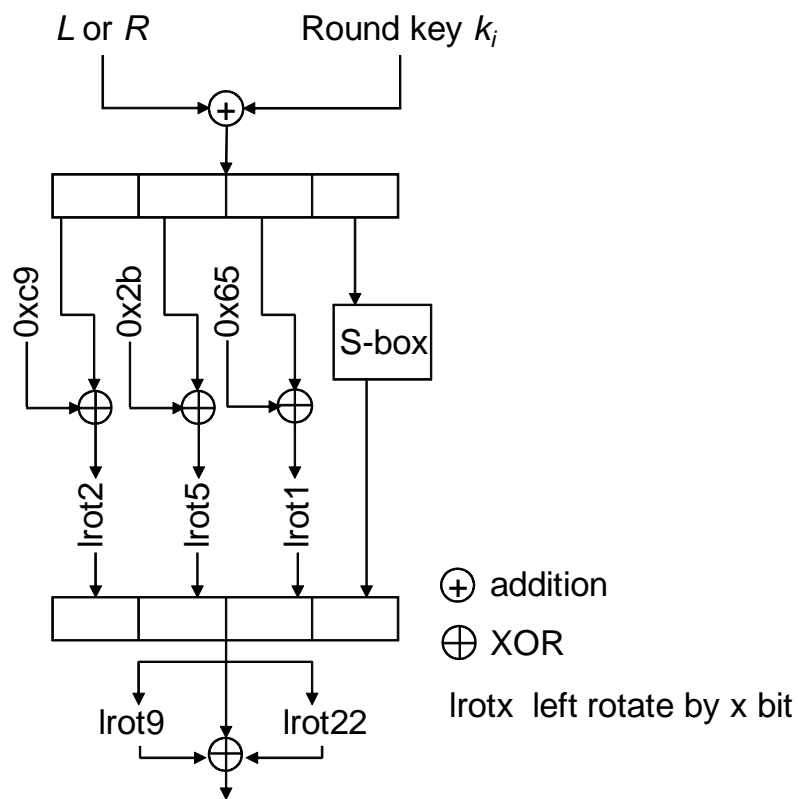 L or R
Round key kᵢ
+
0xc9
0x2b
0x65
S-box
lrot2
lrot5
lrot1
+ addition
XOR
lrot9
lrot22
lrotx left rotate by x bit